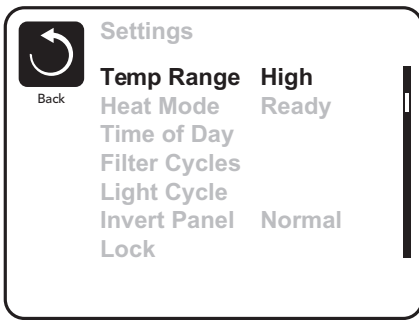 Settings
Back
Temp Range High
Heat Mode Ready
Time of Day
Filter Cycles
Light Cycle
Invert Panel Normal
Lock